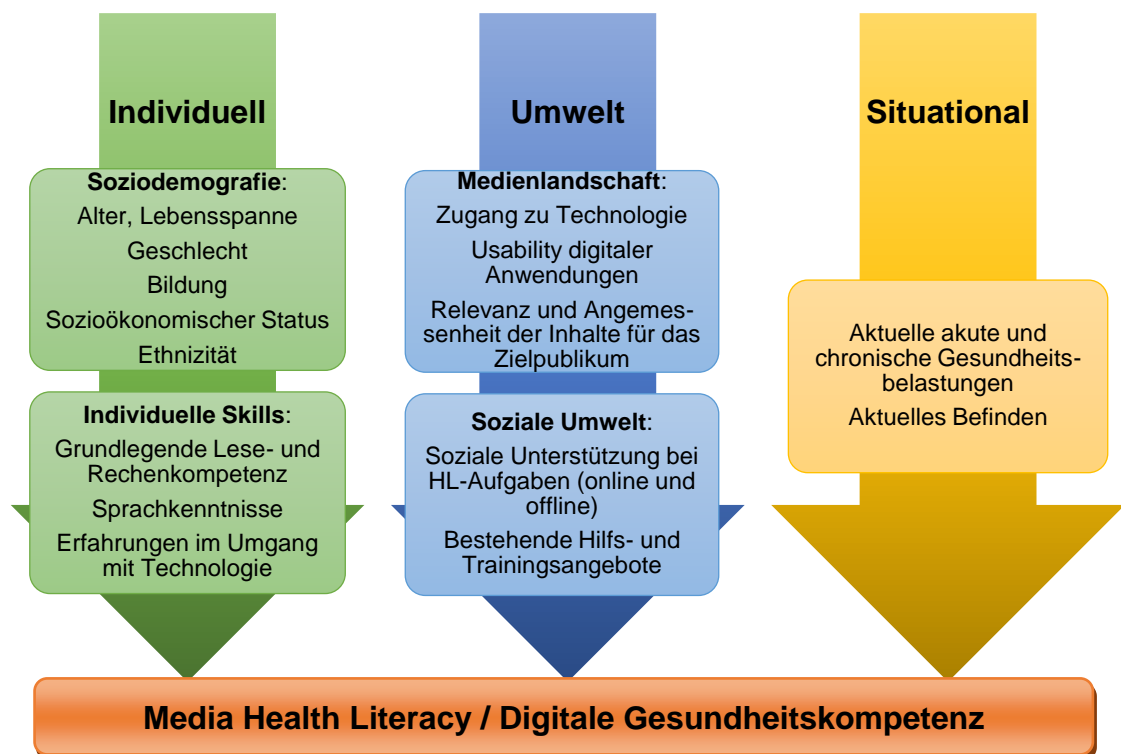 Individuell
Soziodemografie:
Alter, Lebensspanne
Geschlecht
Bildung
Sozioökonomischer Status
Ethnizität
Individuelle Skills:
Grundlegende Lese- und
Rechenkompetenz
Sprachkenntnisse
Erfahrungen im Umgang
mit Technologie
Umwelt
Medienlandschaft:
Zugang zu Technologie
Usability digitaler
Anwendungen
Relevanz und Angemes-
senheit der Inhalte für das
Zielpublikum
Soziale Umwelt:
Soziale Unterstützung bei
HL-Aufgaben (online und
offline)
Bestehende Hilfs- und
Trainingsangebote
Situational
Aktuelle akute und
chronische Gesundheits-
belastungen
Aktuelles Befinden
Media Health Literacy / Digitale Gesundheitskompetenz